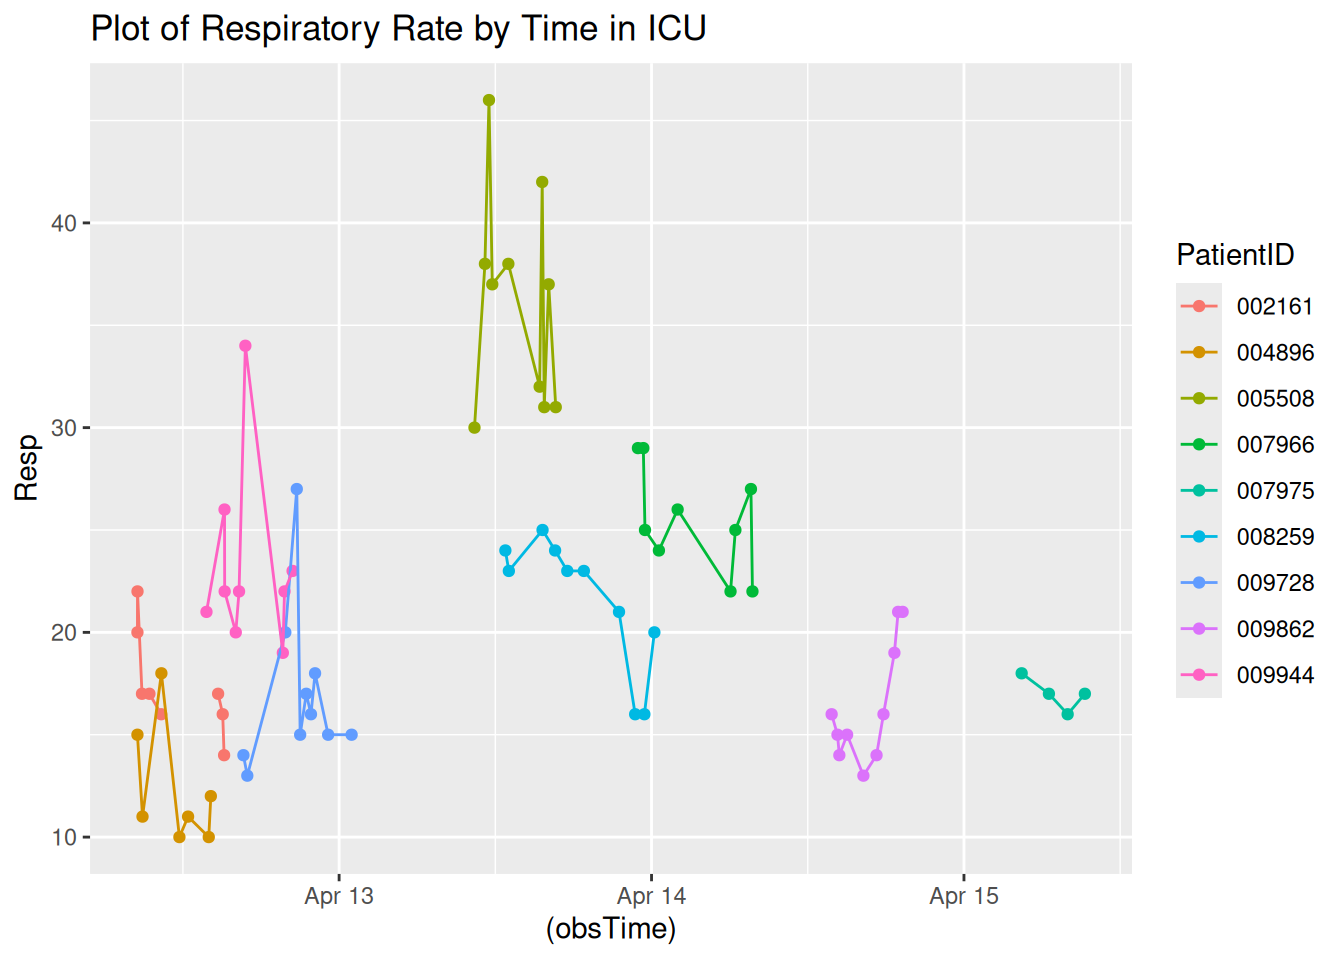 Plot of Respiratory Rate by Time in ICU
40
30
20
10
Resp
Apr 13
Apr 14
Apr 15
(obsTime)
PatientID
002161
004896
005508
007966
007975
008259
009728
009862
009944